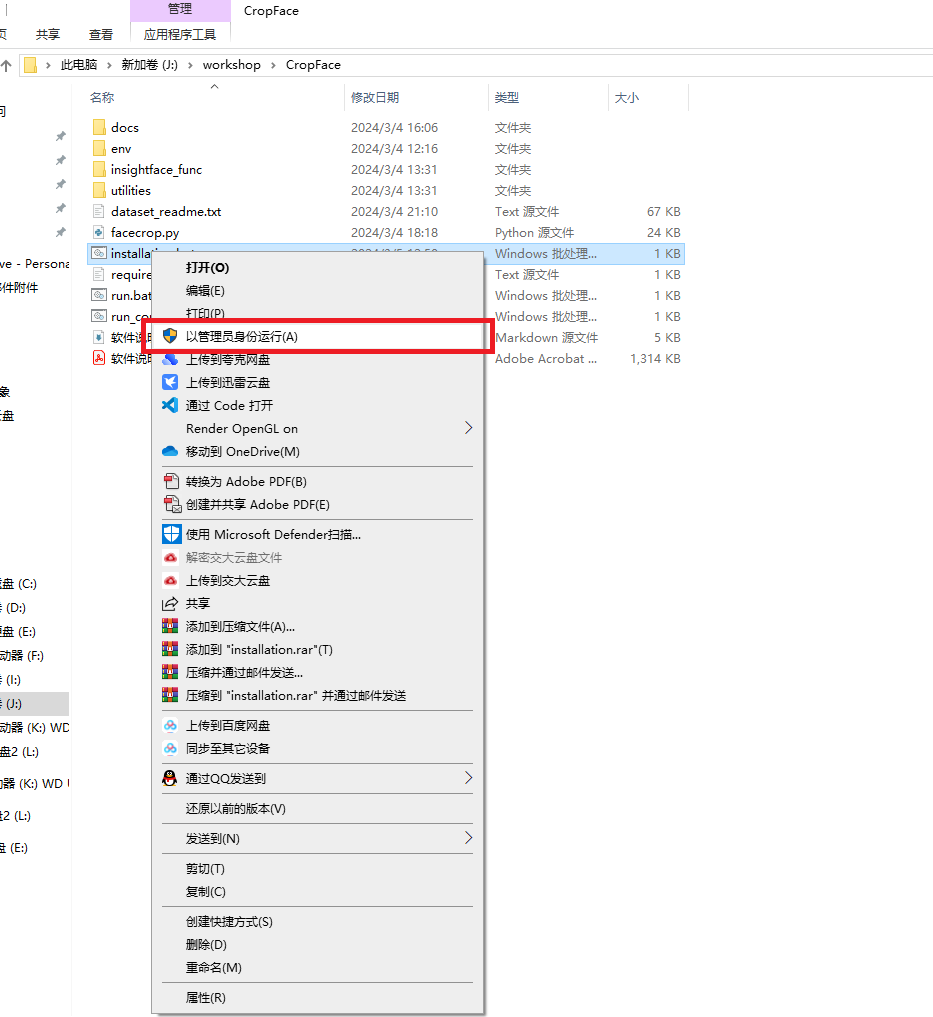 管理
CropFace
页
共享
查看
应用程序工具
此电脑 > 新加卷 (J:) > workshop > CropFace
名称
修改日期
类型
大小
docs 2024/3/4 16:06 文件夹
env 2024/3/4 12:16 文件夹
insightface_func 2024/3/4 13:31 文件夹
utilities 2024/3/4 13:31 文件夹
dataset_readme.txt 2024/3/4 21:10 Text 源文件 67 KB
facecrop.py 2024/3/4 18:18 Python 源文件 24 KB
Windows 批处理... 1 KB
require Text 源文件 1 KB
run.bat Windows 批处理... 1 KB
run_co Windows 批处理... 1 KB
软件说 Markdown 源文件 5 KB
软件说 Adobe Acrobat ... 1,314 KB
打开(O)
编辑(E)
打印(P)
以管理员身份运行(A)
上传到夸克网盘
上传到迅雷云盘
通过 Code 打开
Render OpenGL on
移动到 OneDrive(M)
转换为 Adobe PDF(B)
创建并共享 Adobe PDF(E)
使用 Microsoft Defender扫描...
解密交大云盘文件
上传到交大云盘
共享
添加到压缩文件(A)...
添加到 "installation.rar"(T)
压缩并通过邮件发送...
压缩到 "installation.rar" 并通过邮件发送
上传到百度网盘
同步至其它设备
通过QQ发送到
还原以前的版本(V)
发送到(N)
剪切(T)
复制(C)
创建快捷方式(S)
删除(D)
重命名(M)
属性(R)
ve - Persona
件附件
象
云盘
盘 (C:)
(D:)
盘 (E:)
动器 (F:)
(I:)
(J:)
动器 (K:) WD
盘2 (L:)
器 (K:) WD
2 (L:)
盘 (E:)